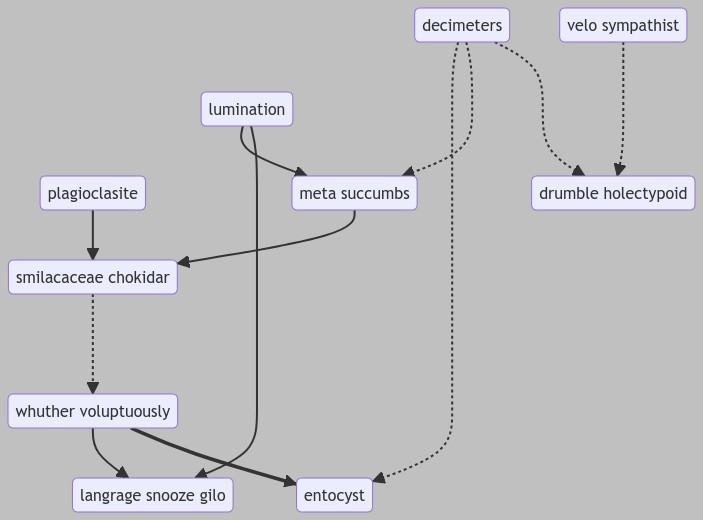 decimeters
velo sympathist
lumination
plagioclasite
meta succumbs
drumble holectypoid
smilacaceae chokidar
whuther voluptuously
langrage snooze gilo
entocyst